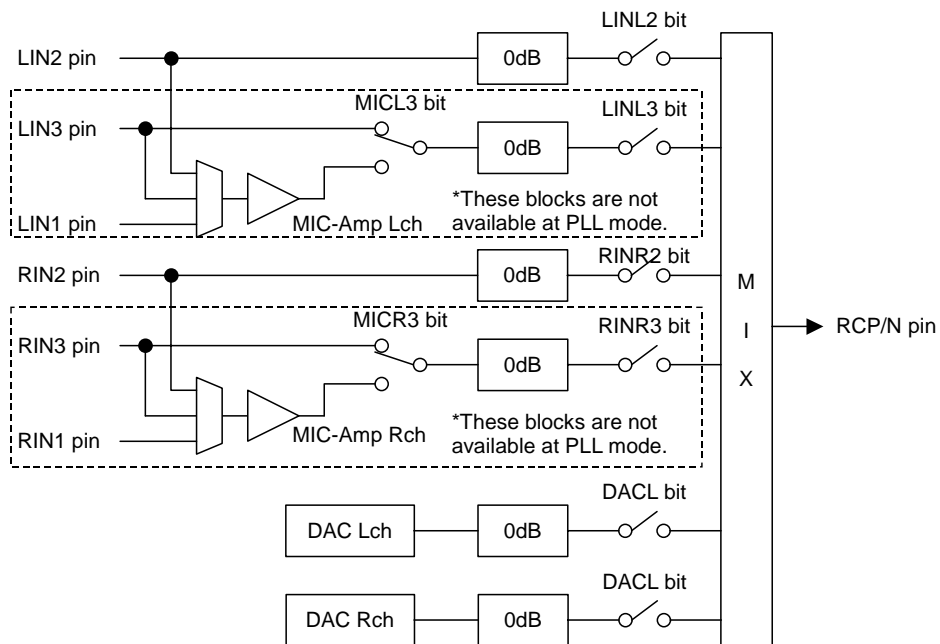 LINL2 bit
LIN2 pin
0dB
MICL3 bit
LINL3 bit
LIN3 pin
0dB
*These blocks are not
available at PLL mode.
MIC-Amp Lch
LIN1 pin
RINR2 bit
RIN2 pin
0dB
M
I
X
MICR3 bit
RINR3 bit
RCP/N pin
RIN3 pin
0dB
*These blocks are not
available at PLL mode.
MIC-Amp Rch
RIN1 pin
DACL bit
DAC Lch
0dB
DACL bit
DAC Rch
0dB